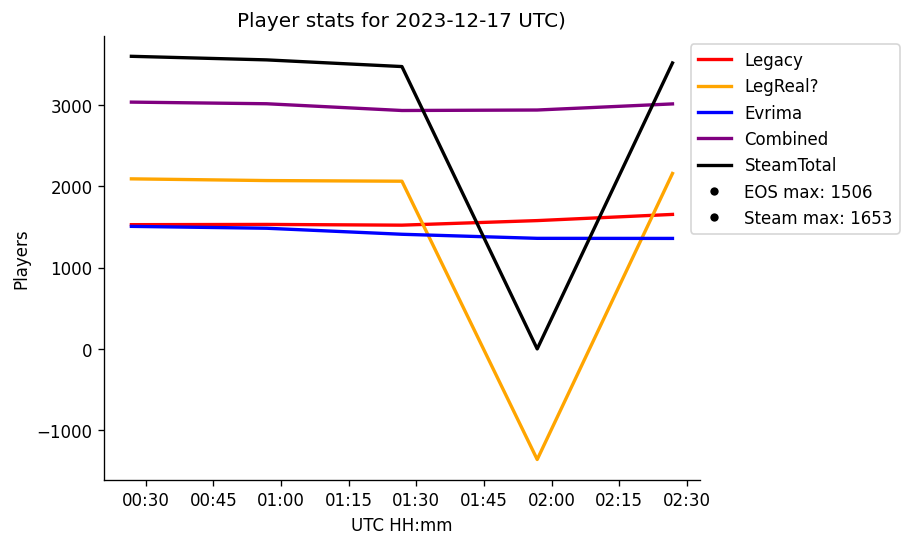 Player stats for 2023-12-17 UTC)
Legacy
LegReal?
Evrima
Combined
SteamTotal
EOS max: 1506
Steam max: 1653
Players
3000
2000
1000
0
−1000
00:30 00:45 01:00 01:15 01:30 01:45 02:00 02:15 02:30
UTC HH:mm